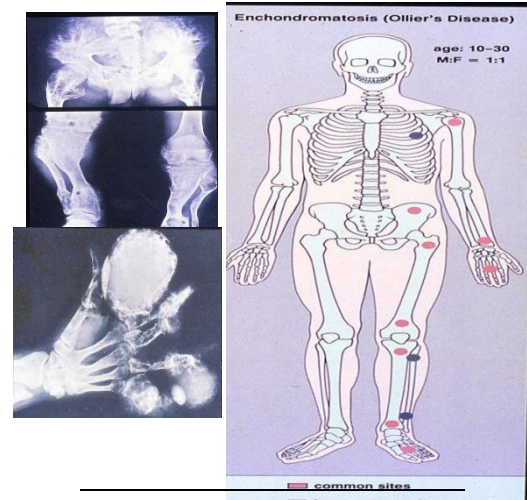 Enchondromatosis (Ollier's Disease)
age: 10-30
M:F = 1:1
common sites